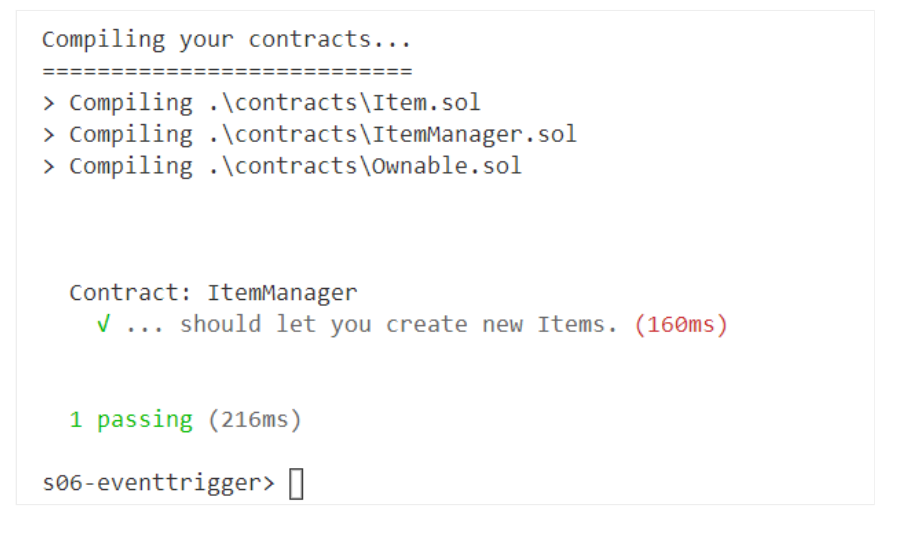 Compiling your contracts...
===========================
> Compiling .\contracts\Item.sol
> Compiling .\contracts\ItemManager.sol
> Compiling .\contracts\Ownable.sol
Contract: ItemManager
√ ... should let you create new Items. (160ms)
1 passing (216ms)
s06-eventtrigger>